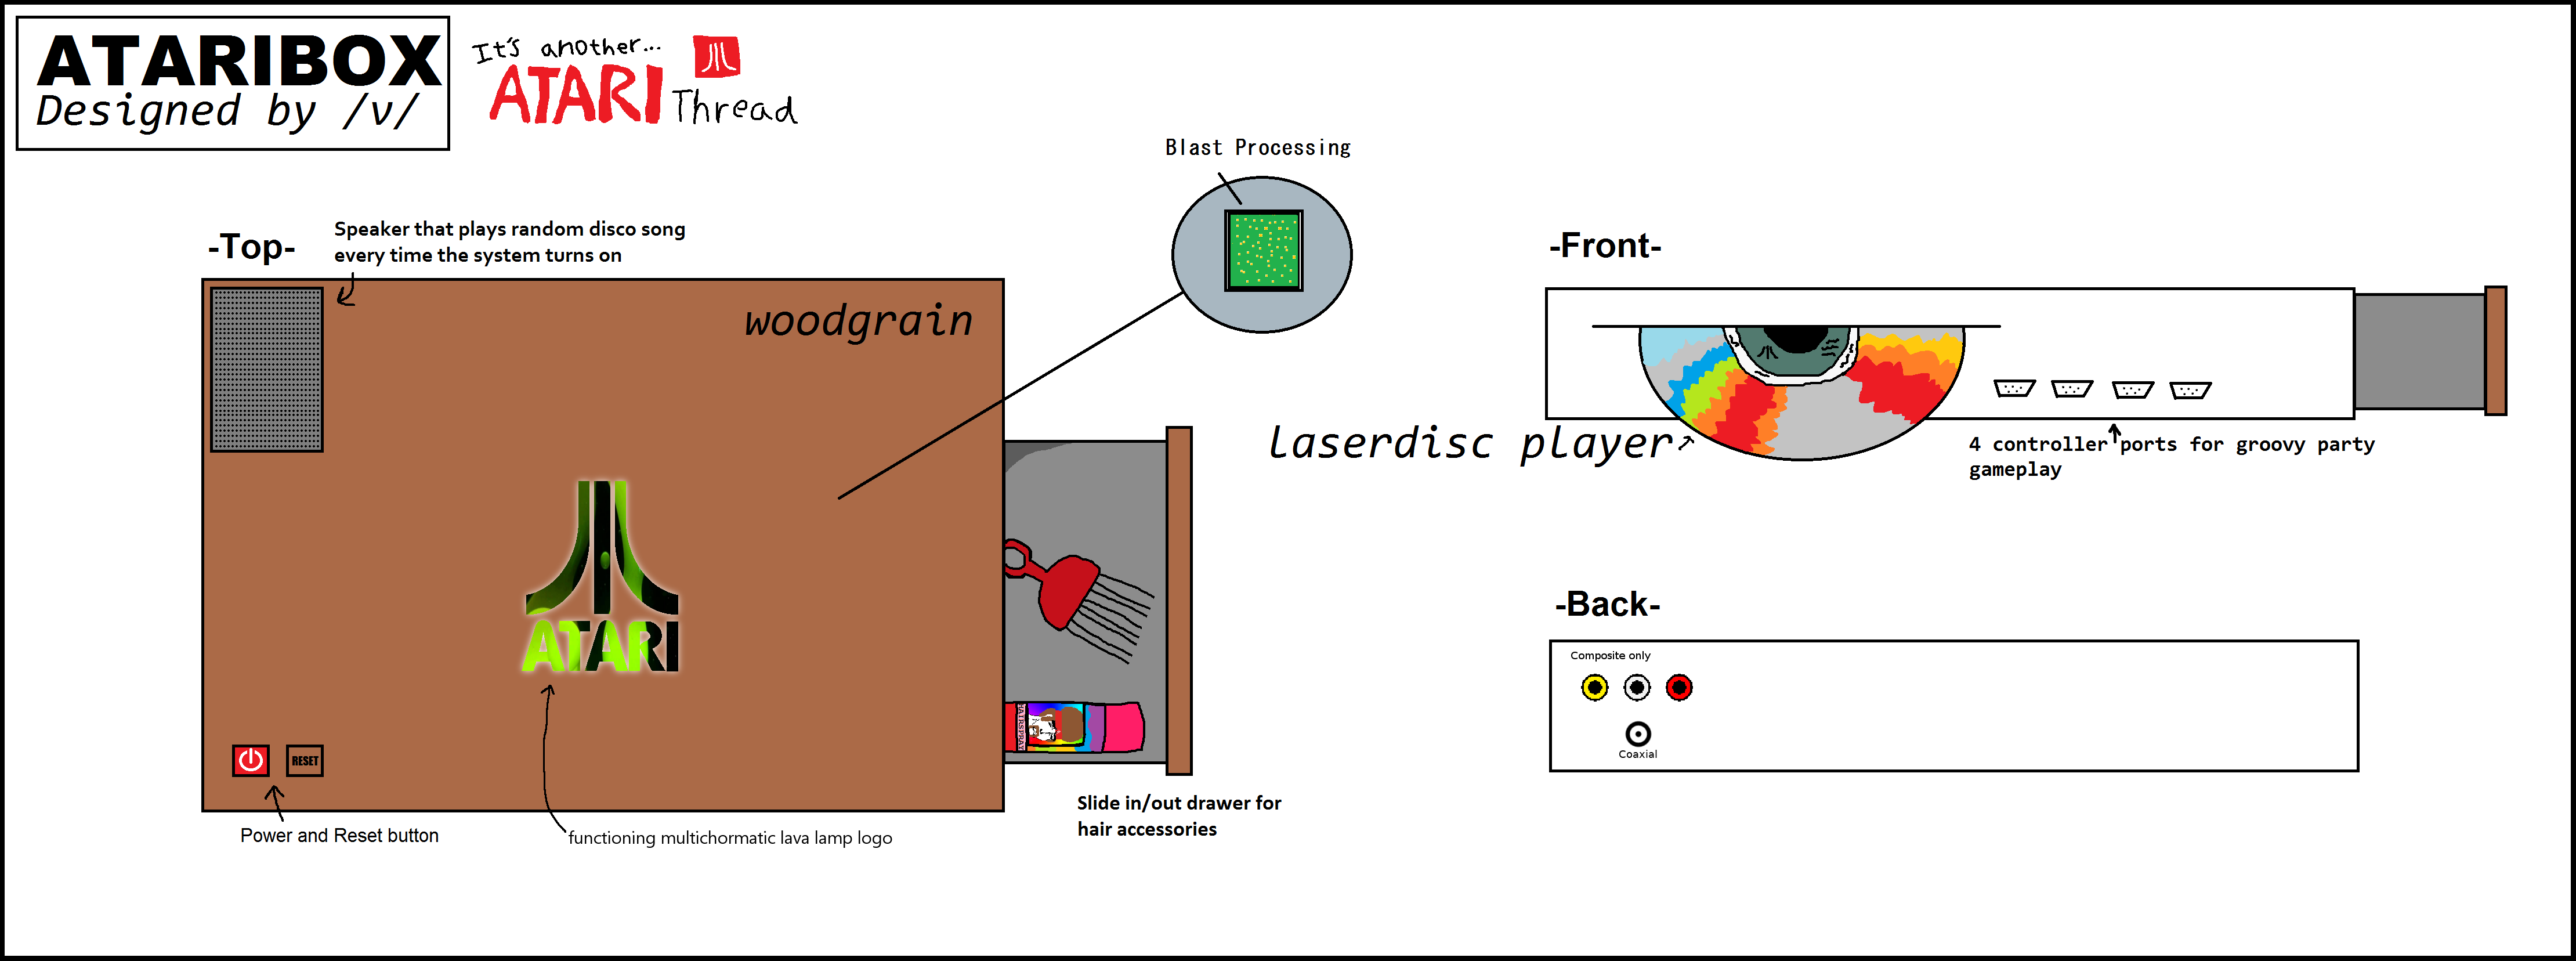 ATARIBOX
Designed by /v/
It's another...
ATARI
Thread
Blast Processing
-Top-
Speaker that plays random disco song
every time the system turns on
woodgrain
ATARI
RESET
Power and Reset button
functioning multichormatic lava lamp logo
HAIRSPRAY
Slide in/out drawer for
hair accessories
-Front-
laserdisc player
4 controller ports for groovy party
gameplay
-Back-
Composite only
Coaxial